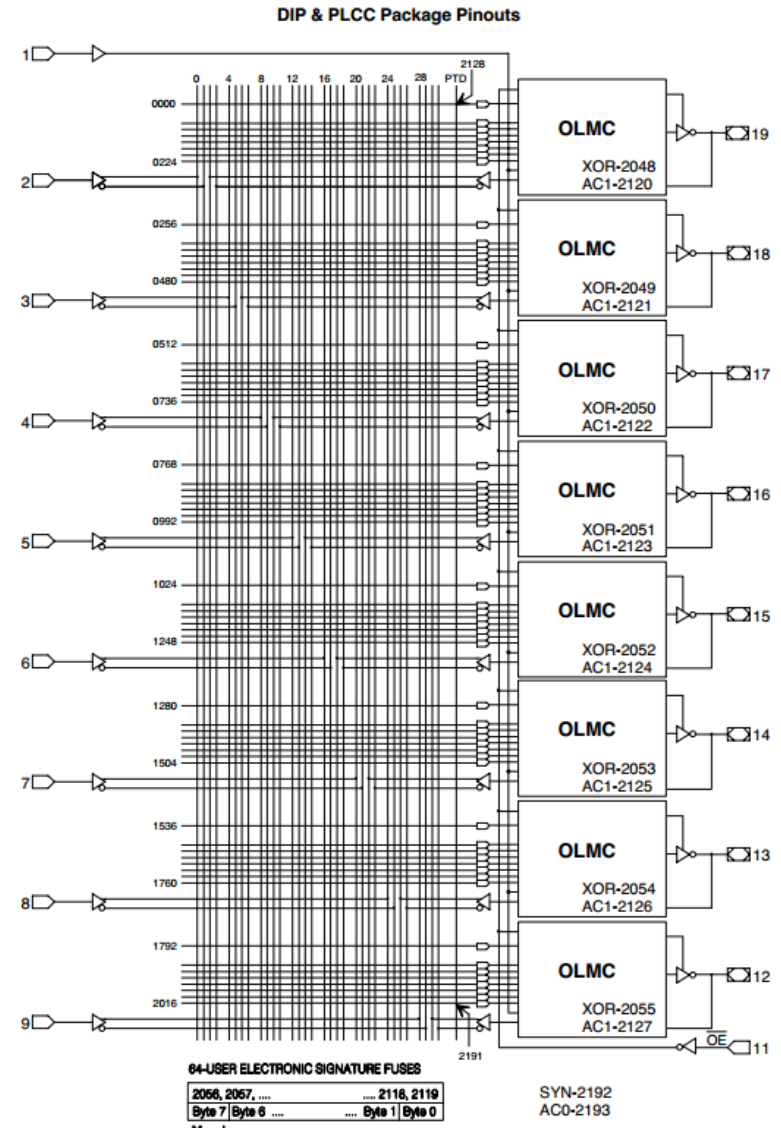 DIP & PLCC Package Pinouts
1
2128
0 4 8 12 16 20 24 28 PTD
0000
OLMC
19
0224
XOR-2048
2
AC1-2120
0256
OLMC
18
0480
XOR-2049
3
AC1-2121
0512
OLMC
17
0736
XOR-2050
4
AC1-2122
0768
OLMC
16
0992
XOR-2051
5
AC1-2123
1024
OLMC
15
1248
XOR-2052
6
AC1-2124
1280
OLMC
14
1504
XOR-2053
7
AC1-2125
1536
OLMC
13
1760
XOR-2054
8
AC1-2126
1792
OLMC
12
2016
XOR-2055
9
AC1-2127
OE
11
2191
64-USER ELECTRONIC SIGNATURE FUSES
2056, 2057, .... .... 2118, 2119
Byte 7 Byte 6 .... .... Byte 1 Byte 0
SYN-2192
AC0-2193